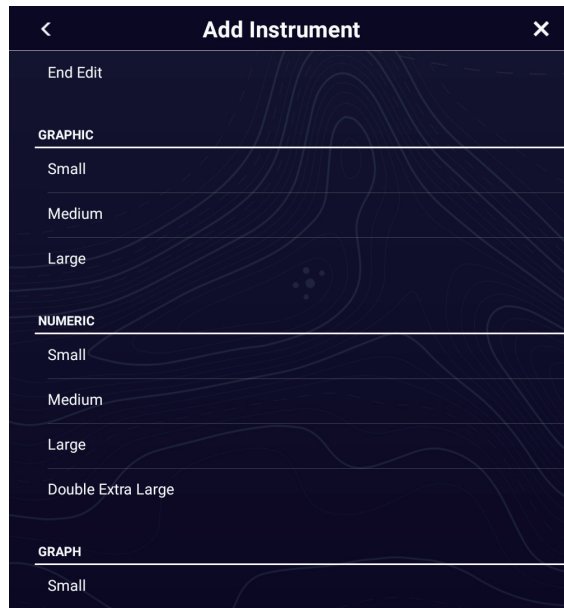 Add Instrument
End Edit
GRAPHIC
Small
Medium
Large
NUMERIC
Small
Medium
Large
Double Extra Large
GRAPH
Small